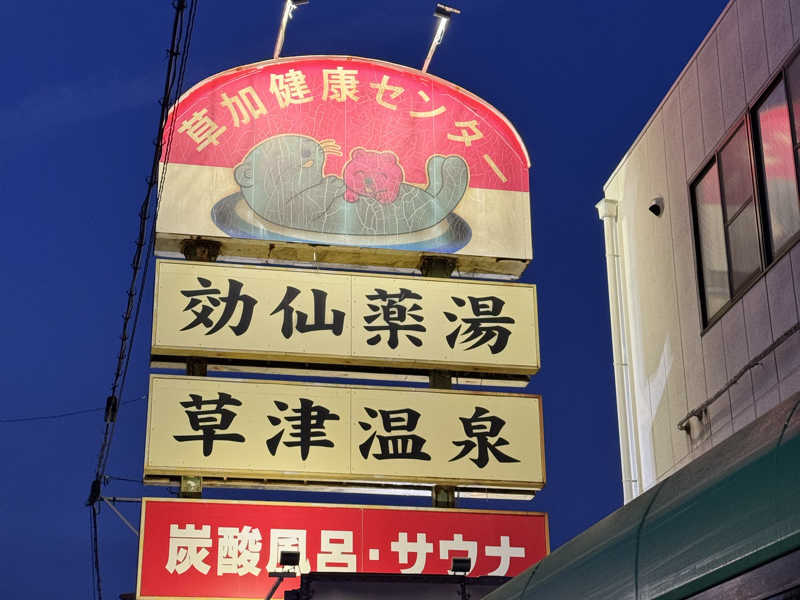 草加健康センター
効仙薬湯
草津温泉
炭酸風呂・サウナ